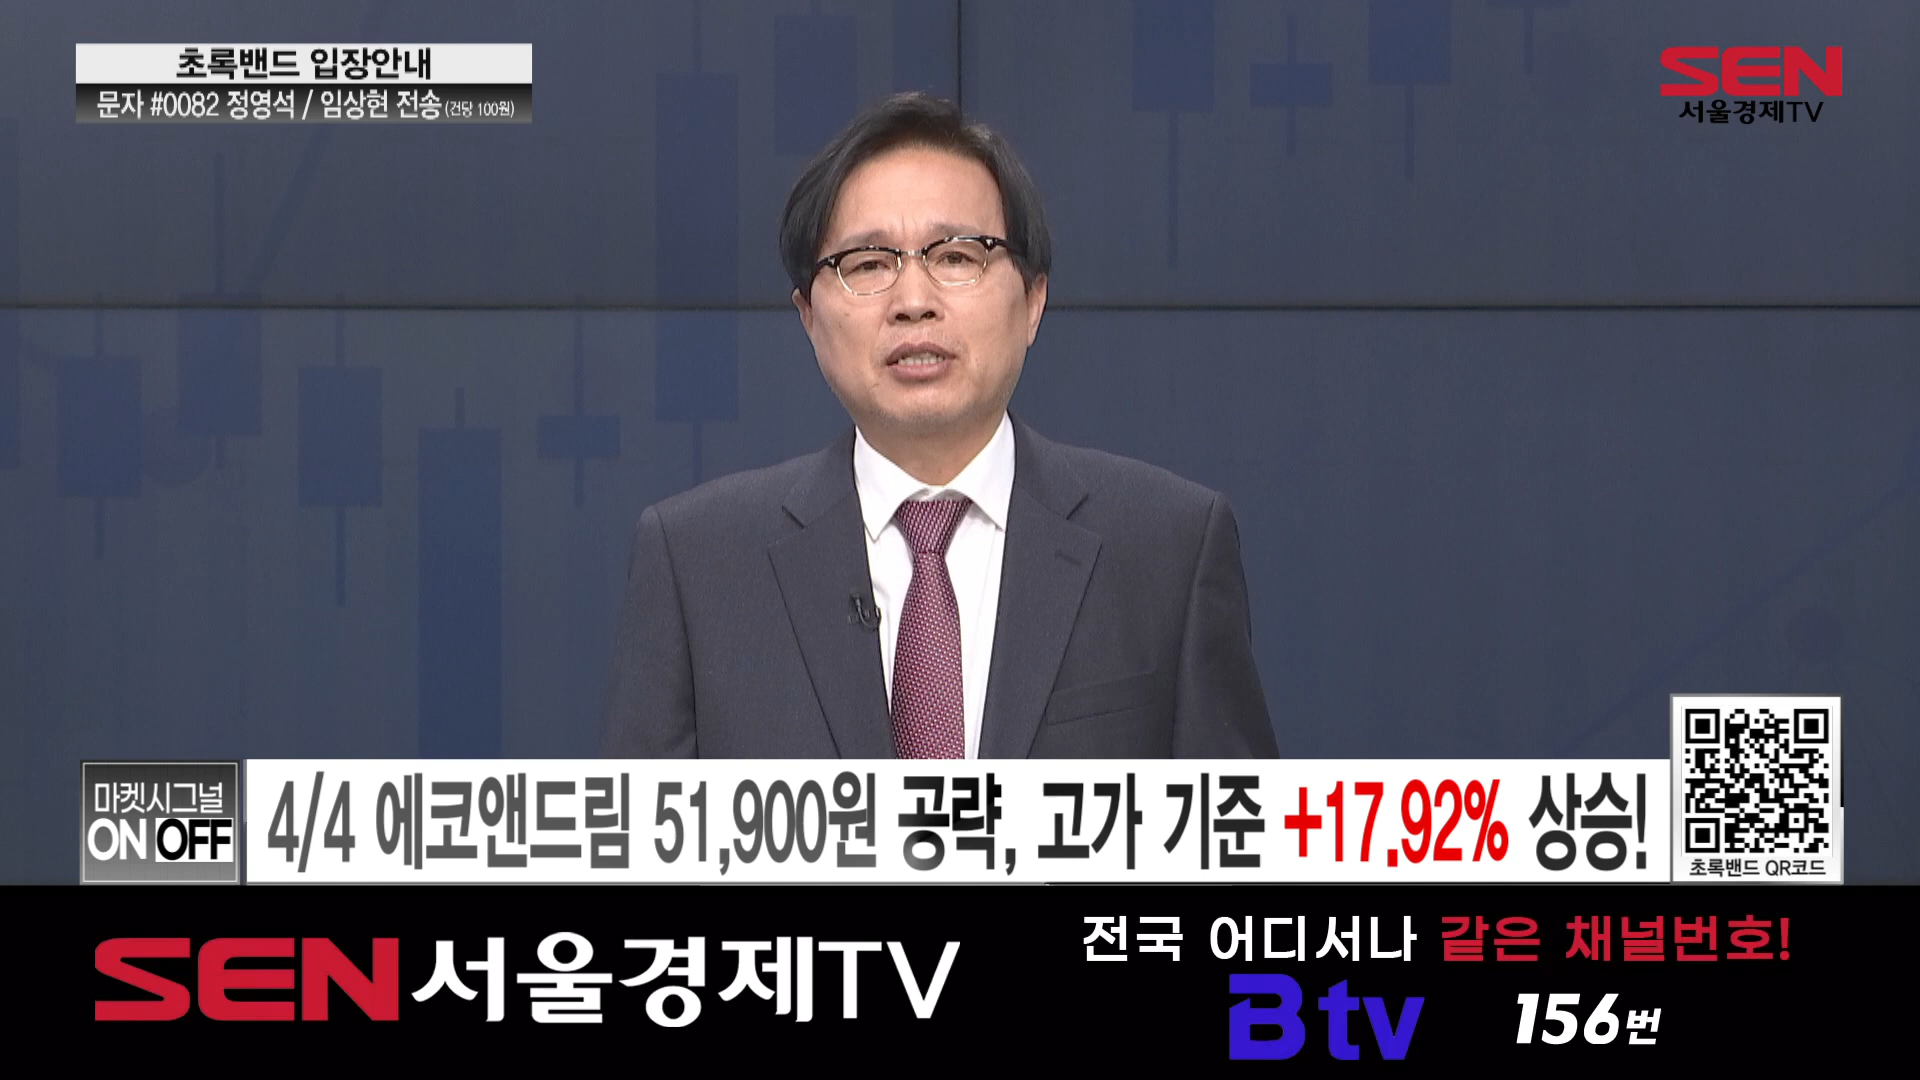 초록밴드 입장안내
문자 #0082 정영석 / 임상현 전송 (건당 100원)
SEN
서울경제TV
마켓시그널
ON OFF
4/4 에코앤드림 51,900원 공략, 고가 기준 +17.92% 상승!
초록밴드 QR코드
SEN 서울경제TV
전국 어디서나 같은 채널번호!
B tv 156번